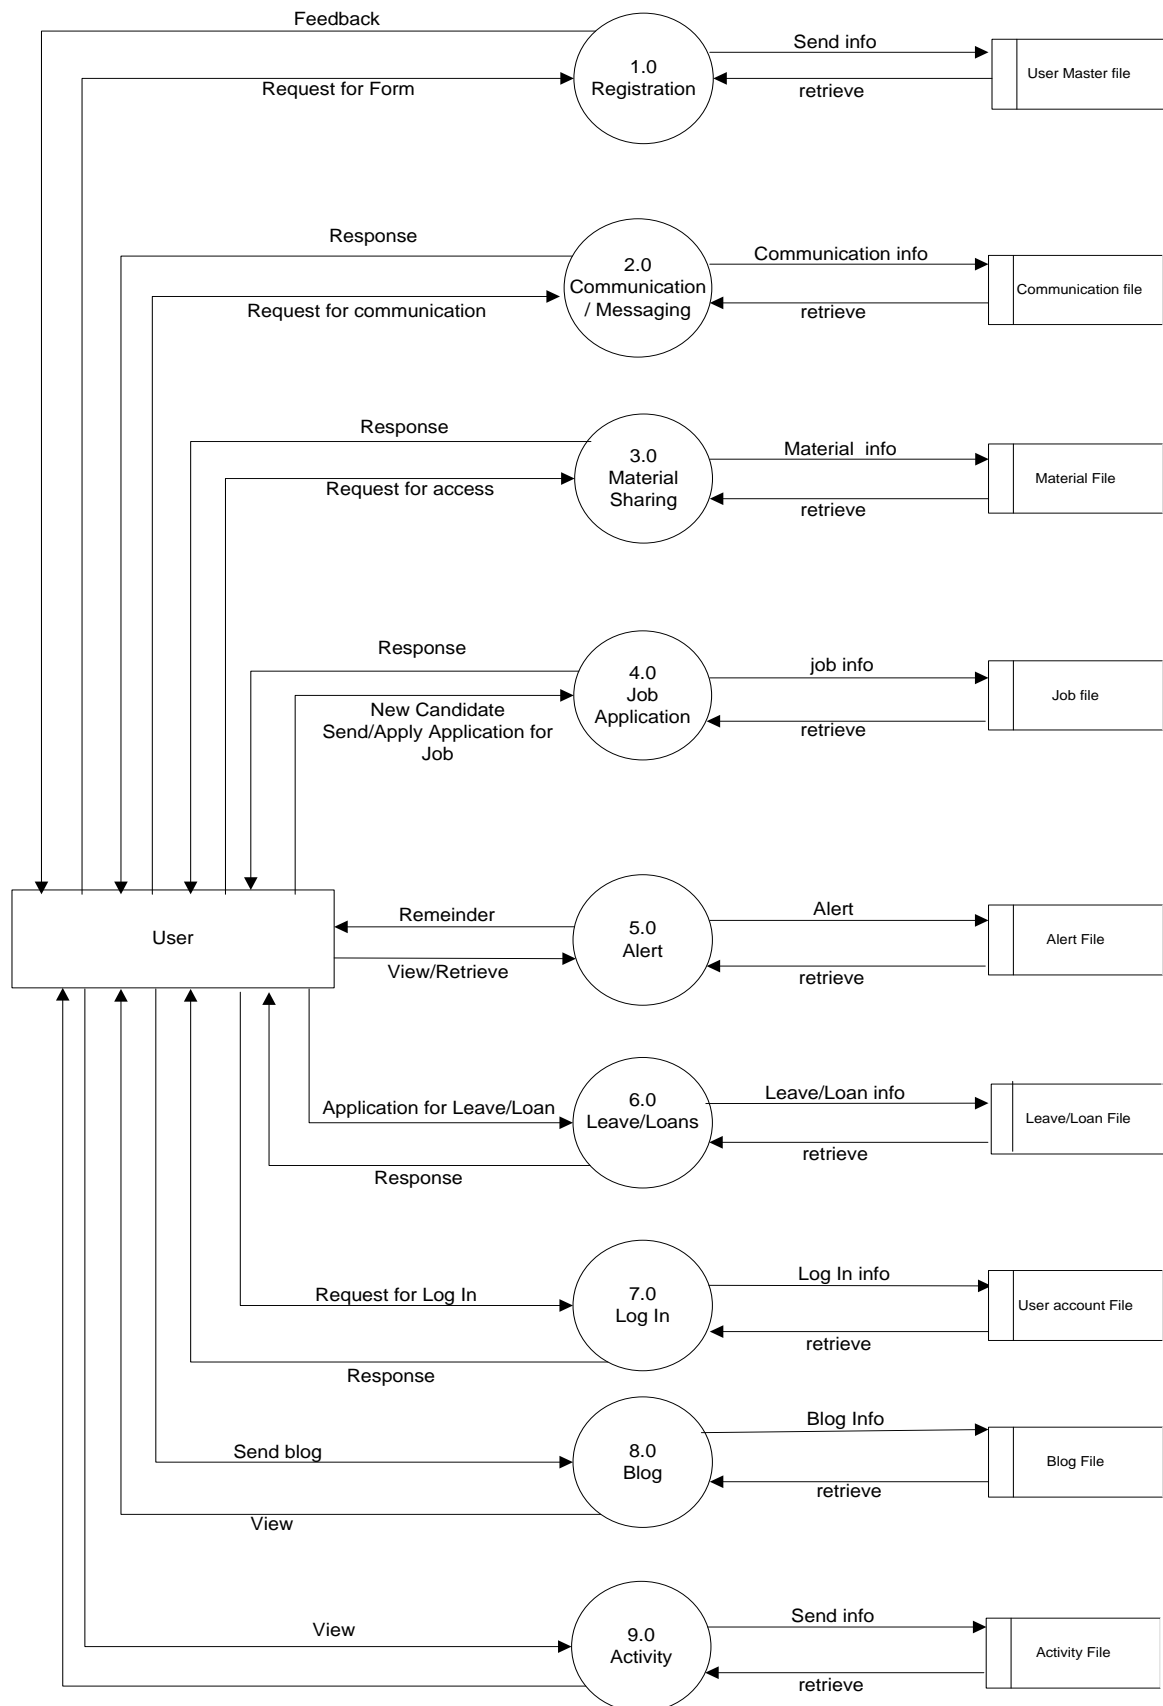 Feedback
Send info
1.0
Registration
User Master file
Request for Form
retrieve
Response
Communication info
2.0
Communication
/ Messaging
Communication file
Request for communication
retrieve
Response
Material  info
3.0
Material
Sharing
Material File
Request for access
retrieve
Response
job info
4.0
Job
Application
Job file
New Candidate
Send/Apply Application for
Job
retrieve
Remeinder
Alert
5.0
Alert
Alert File
User
View/Retrieve
retrieve
Application for Leave/Loan
Leave/Loan info
6.0
Leave/Loans
Leave/Loan File
Response
retrieve
Request for Log In
Log In info
7.0
Log In
User account File
Response
retrieve
Send blog
Blog Info
8.0
Blog
Blog File
View
retrieve
View
Send info
9.0
Activity
Activity File
retrieve